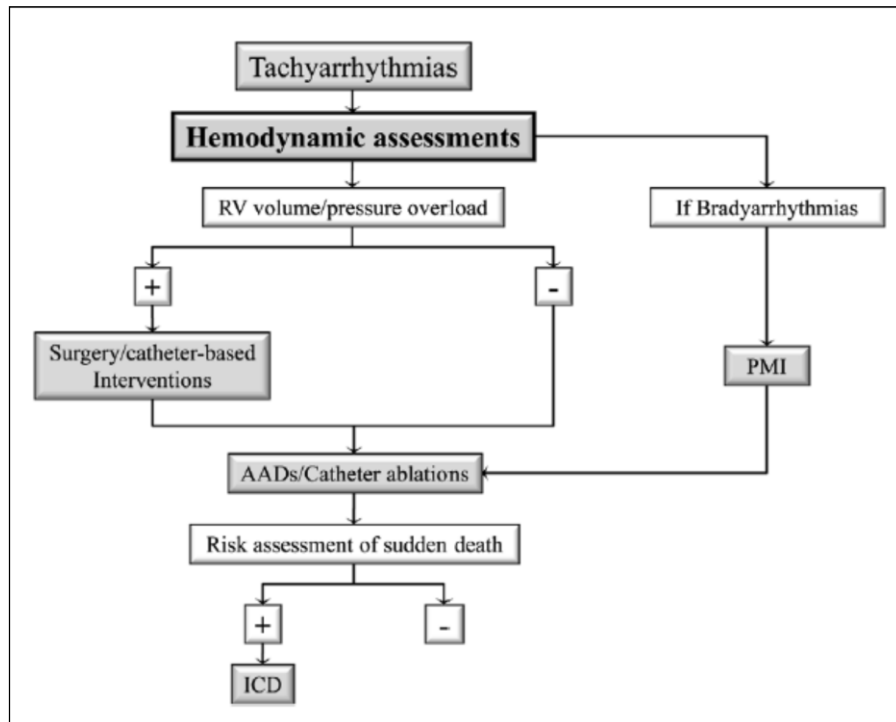 Tachyarrhythmias
Hemodynamic assessments
RV volume/pressure overload
If Bradyarrhythmias
+
-
Surgery/catheter-based
Interventions
PMI
AADs/Catheter ablations
Risk assessment of sudden death
+
-
ICD